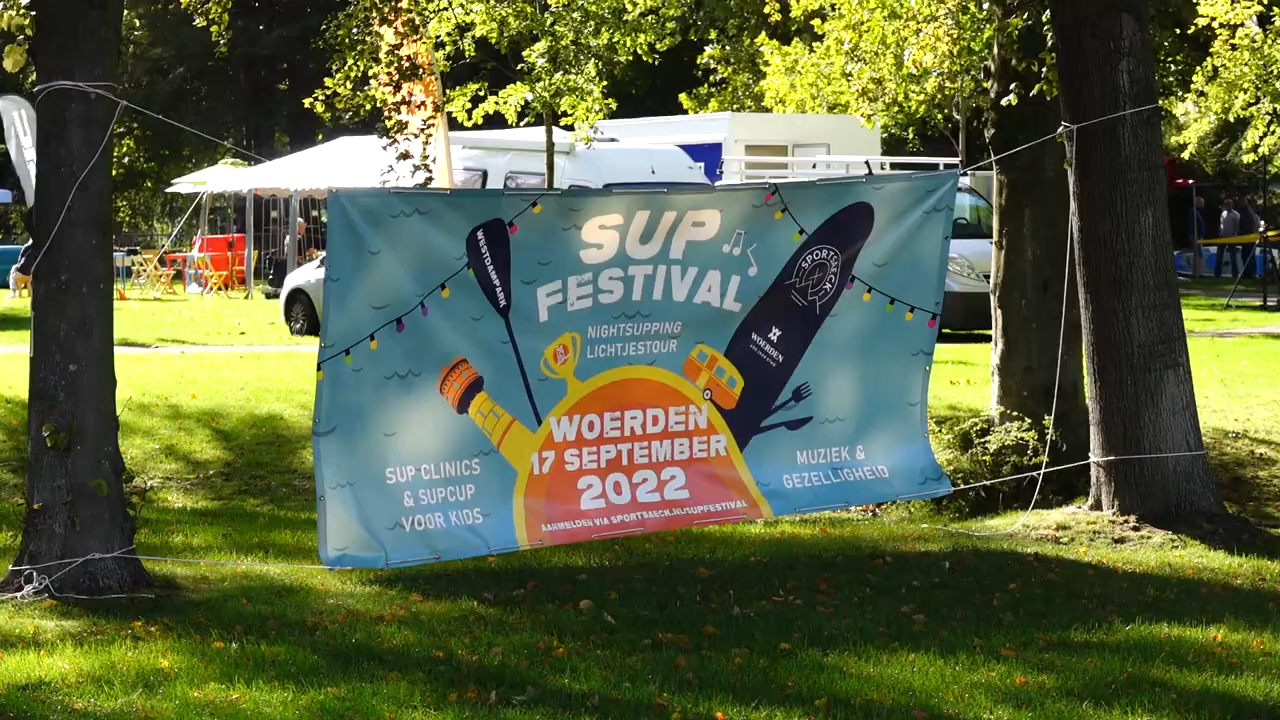 SUP
FESTIVAL
NIGHTSUPPING
LICHTJESTOUR
WESTDAMPARK
SPORTSAECK
WOERDEN
WOERDEN
17 SEPTEMBER
2022
AANMELDEN VIA SPORTSAECK.NL/SUPFESTIVAL
SUP CLINICS
& SUPCUP
VOOR KIDS
MUZIEK &
GEZELLIGHEID